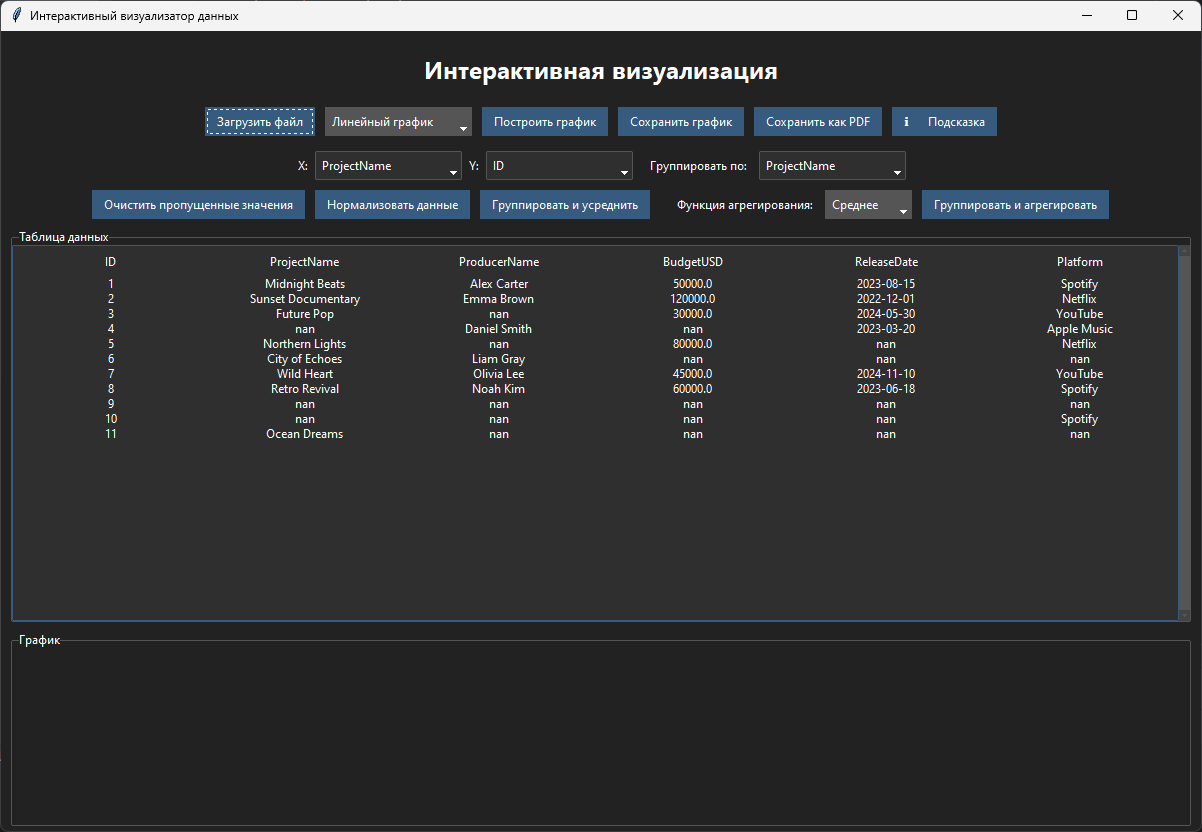 Интерактивный визуализатор данных
Интерактивная визуализация
Загрузить файл Линейный график Построить график Сохранить график Сохранить как PDF i Подсказка
X: ProjectName Y: ID Группировать по: ProjectName
Очистить пропущенные значения Нормализовать данные Группировать и усреднить Функция агрегирования: Среднее Группировать и агрегировать
Таблица данных
ID ProjectName ProducerName BudgetUSD ReleaseDate Platform
1 Midnight Beats Alex Carter 50000.0 2023-08-15 Spotify
2 Sunset Documentary Emma Brown 120000.0 2022-12-01 Netflix
3 Future Pop nan 30000.0 2024-05-30 YouTube
4 nan Daniel Smith nan 2023-03-20 Apple Music
5 Northern Lights nan 80000.0 nan Netflix
6 City of Echoes Liam Gray nan nan nan
7 Wild Heart Olivia Lee 45000.0 2024-11-10 YouTube
8 Retro Revival Noah Kim 60000.0 2023-06-18 Spotify
9 nan nan nan nan nan
10 nan nan nan nan Spotify
11 Ocean Dreams nan nan nan nan
График